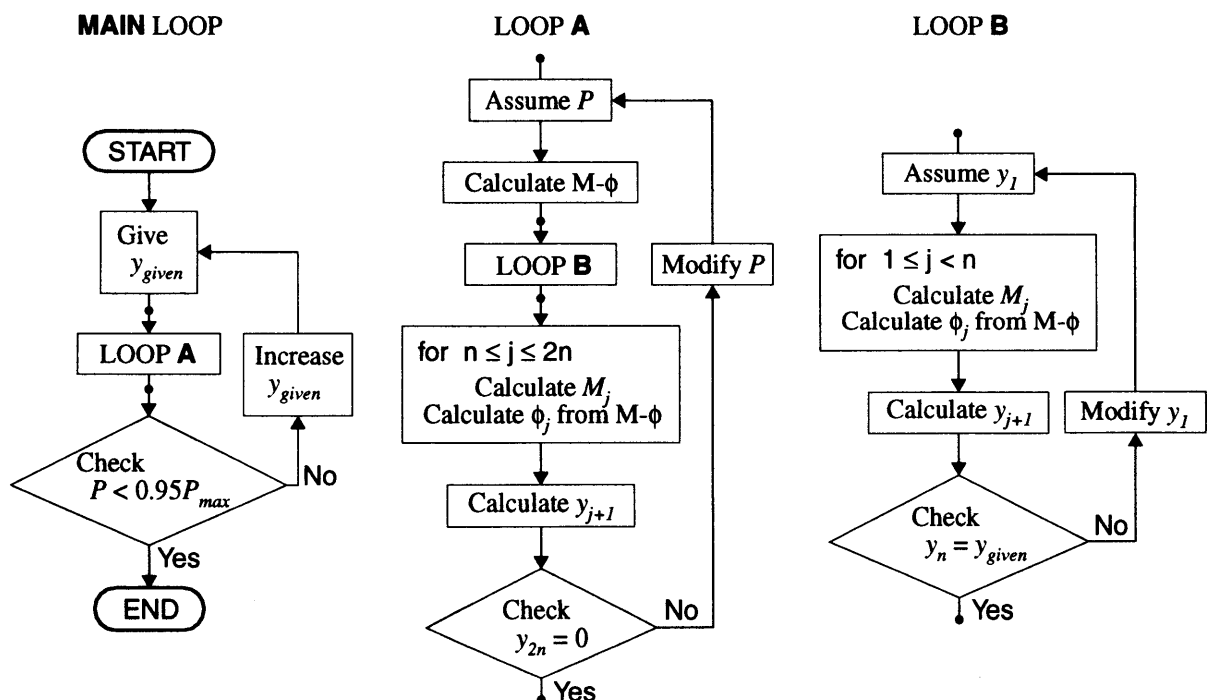 MAIN LOOP
START
Give
y_given
LOOP A
Increase
y_given
Check
P < 0.95P_max
No
Yes
END
LOOP A
Assume P
Calculate M-ϕ
LOOP B
Modify P
for n ≤ j ≤ 2n
Calculate M_j
Calculate ϕ_j from M-ϕ
Calculate y_j+1
Check
y_2n = 0
No
Yes
LOOP B
Assume y_1
for 1 ≤ j < n
Calculate M_j
Calculate ϕ_j from M-ϕ
Calculate y_j+1
Modify y_1
Check
y_n = y_given
No
Yes